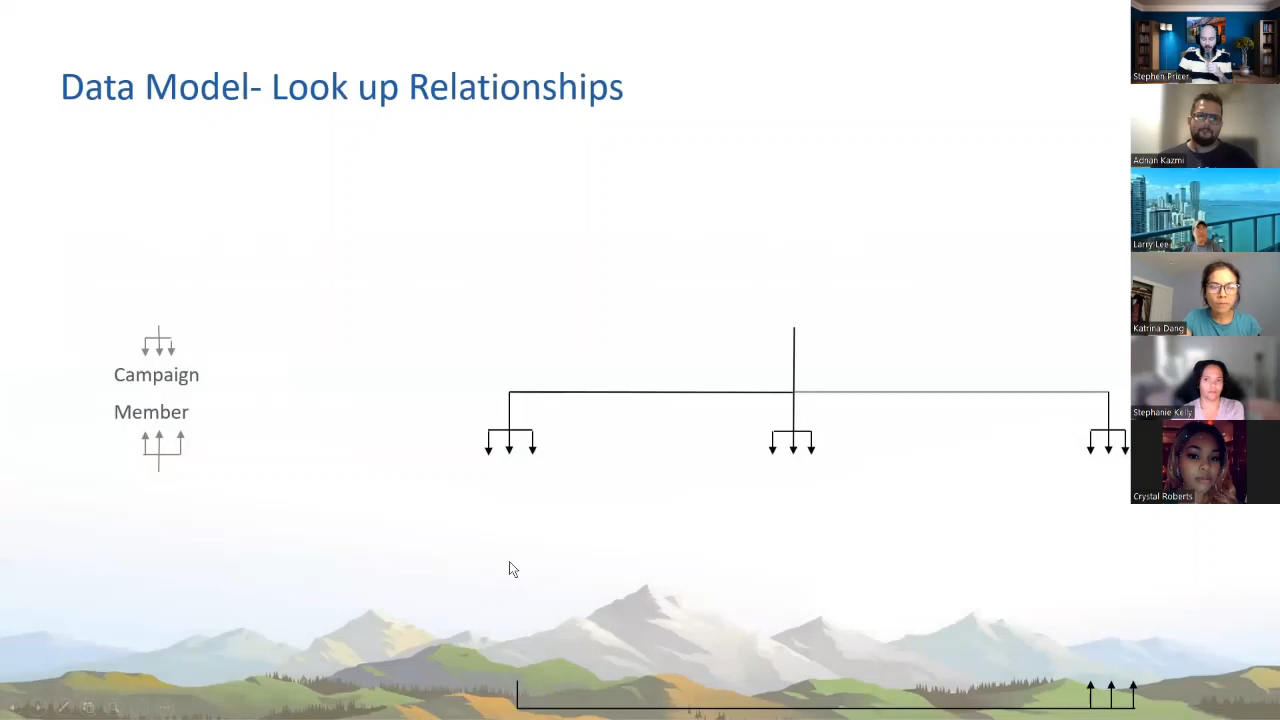 Data Model- Look up Relationships
Campaign
Member
Stephen Pricer
Adnan Kazmi
Larry Lee
Katrina Dang
Stephanie Kelly
Crystal Roberts